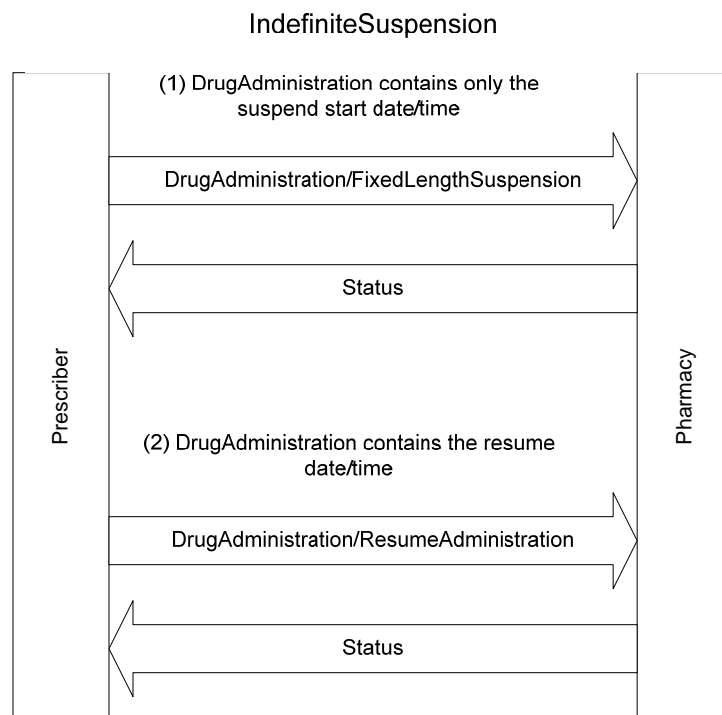 IndefiniteSuspension
(1) DrugAdministration contains only the
suspend start date/time
DrugAdministration/FixedLengthSuspension
Status
Prescriber
Pharmacy
(2) DrugAdministration contains the resume
date/time
DrugAdministration/ResumeAdministration
Status